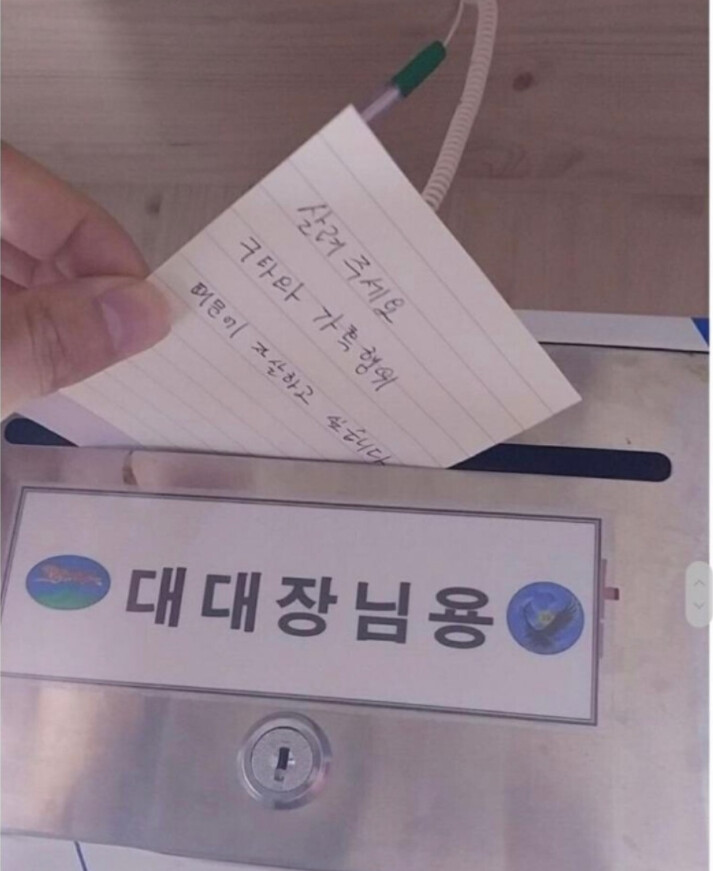 살려 주세요
구타와 가혹행위
때문에 자살하고 싶습니다
대대장님용